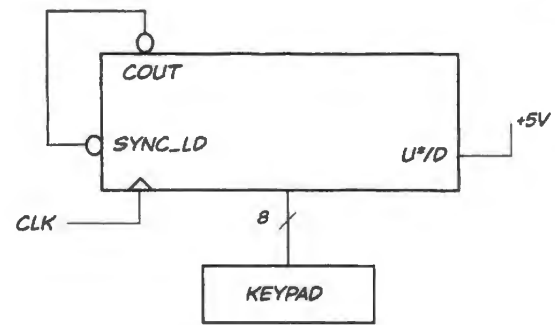 COUT
+5V
SYNC_LD
U*/D
CLK
8
KEYPAD